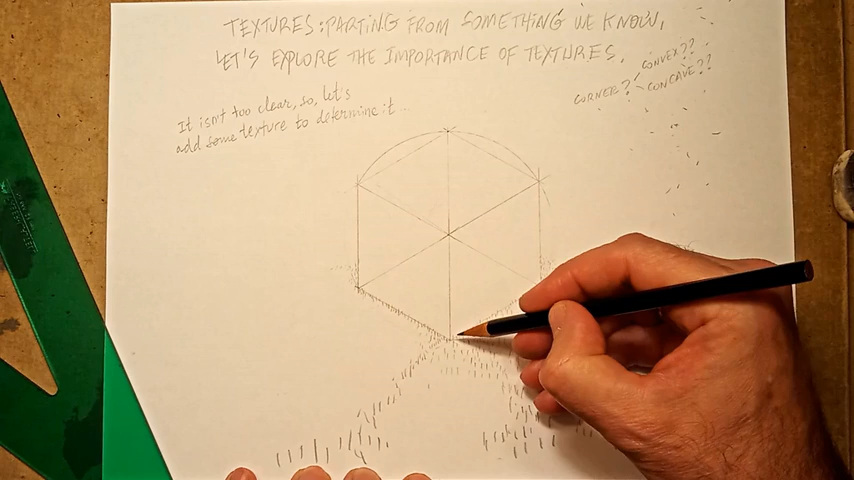 TEXTURES: PARTING FROM SOMETHING WE KNOW,
LET'S EXPLORE THE IMPORTANCE OF TEXTURES.
CORNER? CONVEX??
CONCAVE??
It isn't too clear, so, let's
add some texture to determine it...